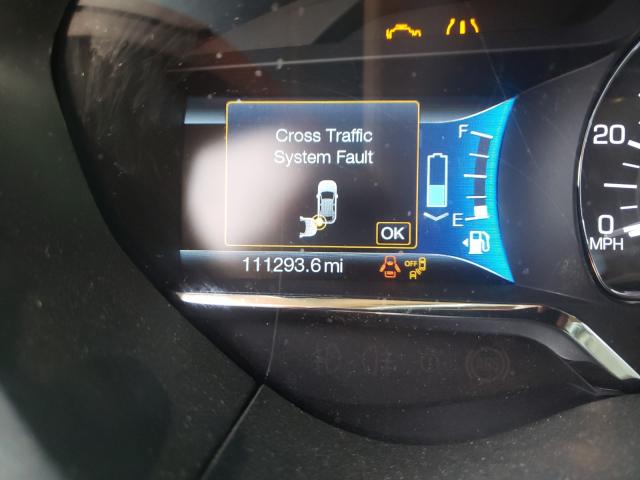 Cross Traffic
System Fault
OK
F
E
111293.6 mi
OFF
20
0
MPH